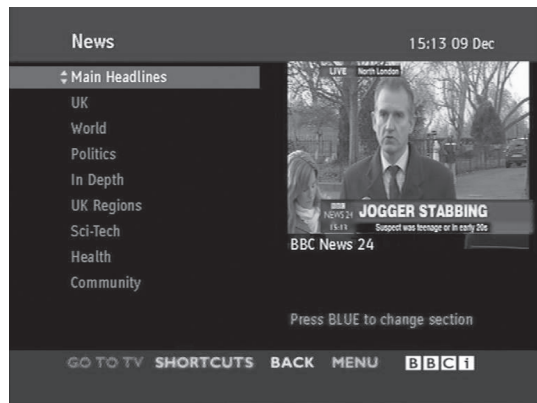 News
15:13 09 Dec
Main Headlines
UK
World
Politics
In Depth
UK Regions
Sci-Tech
Health
Community
LIVE North London
BBC
NEWS 24
15:13
JOGGER STABBING
Suspect was teenage or in early 20s
BBC News 24
Press BLUE to change section
GO TO TV SHORTCUTS BACK MENU BBCi